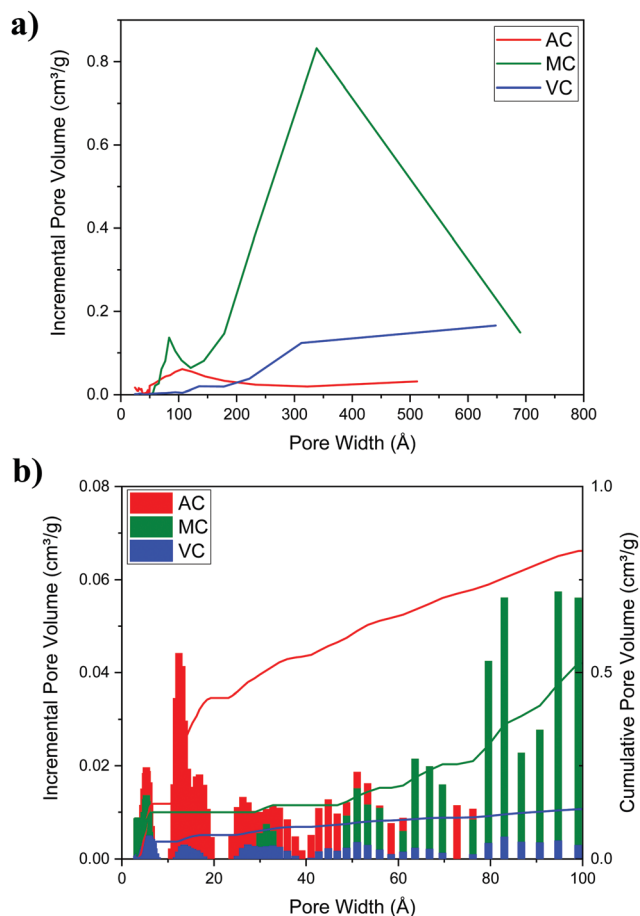 a)
AC
MC
VC
Incremental Pore Volume (cm³/g)
0.8
0.6
0.4
0.2
0.0
0 100 200 300 400 500 600 700 800
Pore Width (Å)
b)
AC
MC
VC
Incremental Pore Volume (cm³/g)
0.08
0.06
0.04
0.02
0.00
Cumulative Pore Volume (cm³/g)
1.0
0.5
0.0
0 20 40 60 80 100
Pore Width (Å)